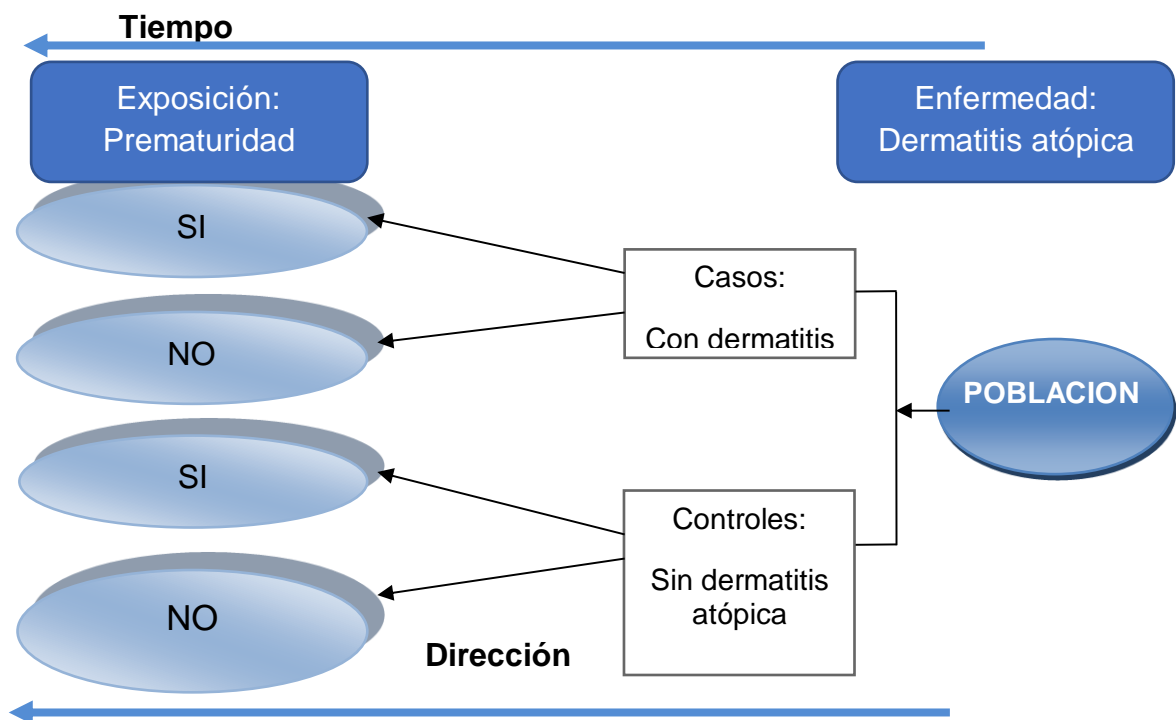 Tiempo
Exposición:
Prematuridad
Enfermedad:
Dermatitis atópica
SI
NO
SI
NO
Casos:
Con dermatitis
Controles:
Sin dermatitis
atópica
POBLACION
Dirección